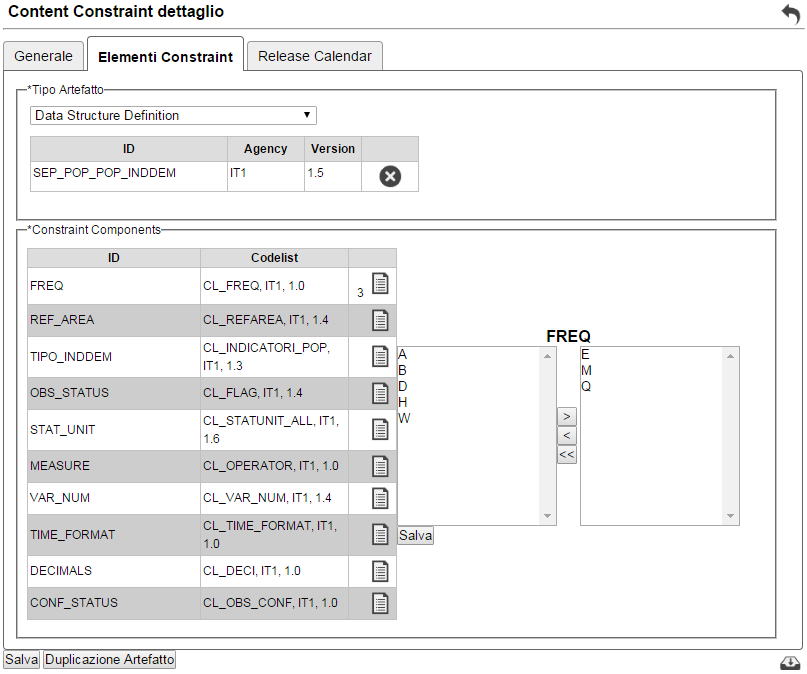 Content Constraint dettaglio
Generale
Elementi Constraint
Release Calendar
*Tipo Artefatto
Data Structure Definition
ID Agency Version
SEP_POP_POP_INDDEM IT1 1.5
*Constraint Components
ID Codelist
FREQ CL_FREQ, IT1, 1.0 3
REF_AREA CL_REFAREA, IT1, 1.4
TIPO_INDDEM CL_INDICATORI_POP,
IT1, 1.3
OBS_STATUS CL_FLAG, IT1, 1.4
STAT_UNIT CL_STATUNIT_ALL, IT1,
1.6
MEASURE CL_OPERATOR, IT1, 1.0
VAR_NUM CL_VAR_NUM, IT1, 1.4
TIME_FORMAT CL_TIME_FORMAT, IT1,
1.0
DECIMALS CL_DECI, IT1, 1.0
CONF_STATUS CL_OBS_CONF, IT1, 1.0
FREQ
A
B
D
H
W
>
<
<<
E
M
Q
Salva
Salva
Duplicazione Artefatto